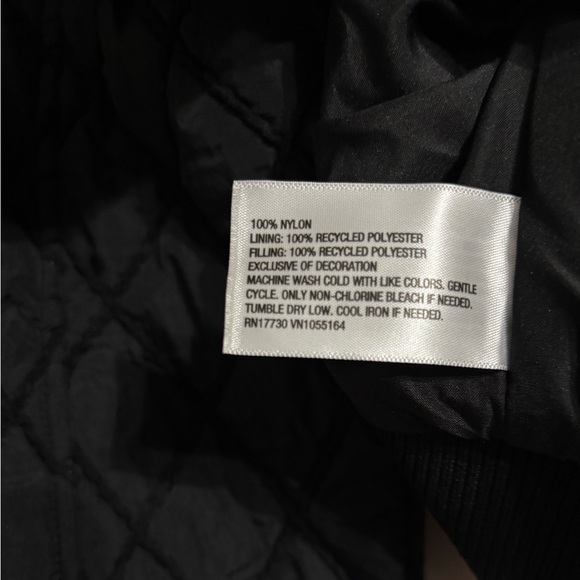 100% NYLON
LINING: 100% RECYCLED POLYESTER
FILLING: 100% RECYCLED POLYESTER
EXCLUSIVE OF DECORATION
MACHINE WASH COLD WITH LIKE COLORS. GENTLE
CYCLE. ONLY NON-CHLORINE BLEACH IF NEEDED.
TUMBLE DRY LOW. COOL IRON IF NEEDED.
RN17730 VN1055164